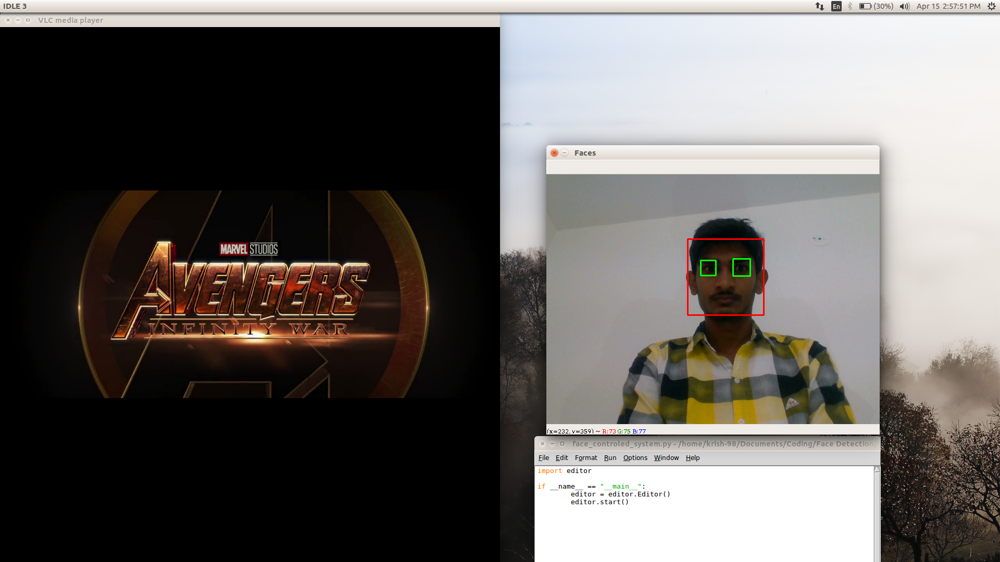 IDLE 3
En
(30%)
Apr 15 2:57:51 PM
VLC media player
MARVEL STUDIOS
AVENGERS
INFINITY WAR
Faces
(x=232, y=359) ~ R:73 G:75 B:77
face_controled_system.py - /home/krish-98/Documents/Coding/Face Detection
File Edit Format Run Options Window Help
import editor
if __name__ == "__main__":
editor = editor.Editor()
editor.start()